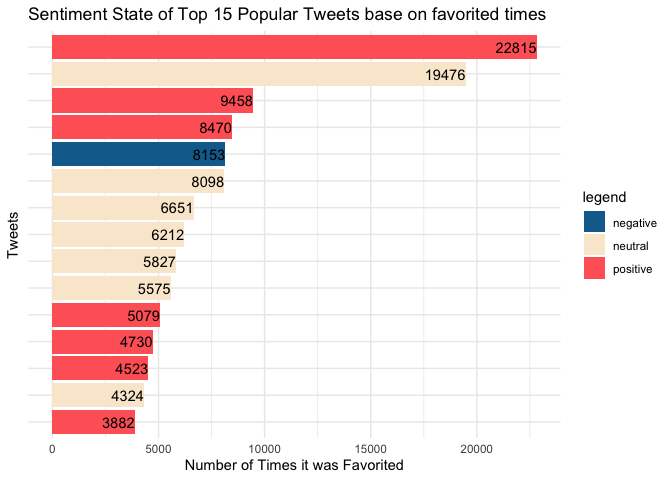 Sentiment State of Top 15 Popular Tweets base on favorited times
22815
19476
9458
8470
8153
8098
6651
6212
5827
5575
5079
4730
4523
4324
3882
Tweets
0 5000 10000 15000 20000
Number of Times it was Favorited
legend
negative
neutral
positive